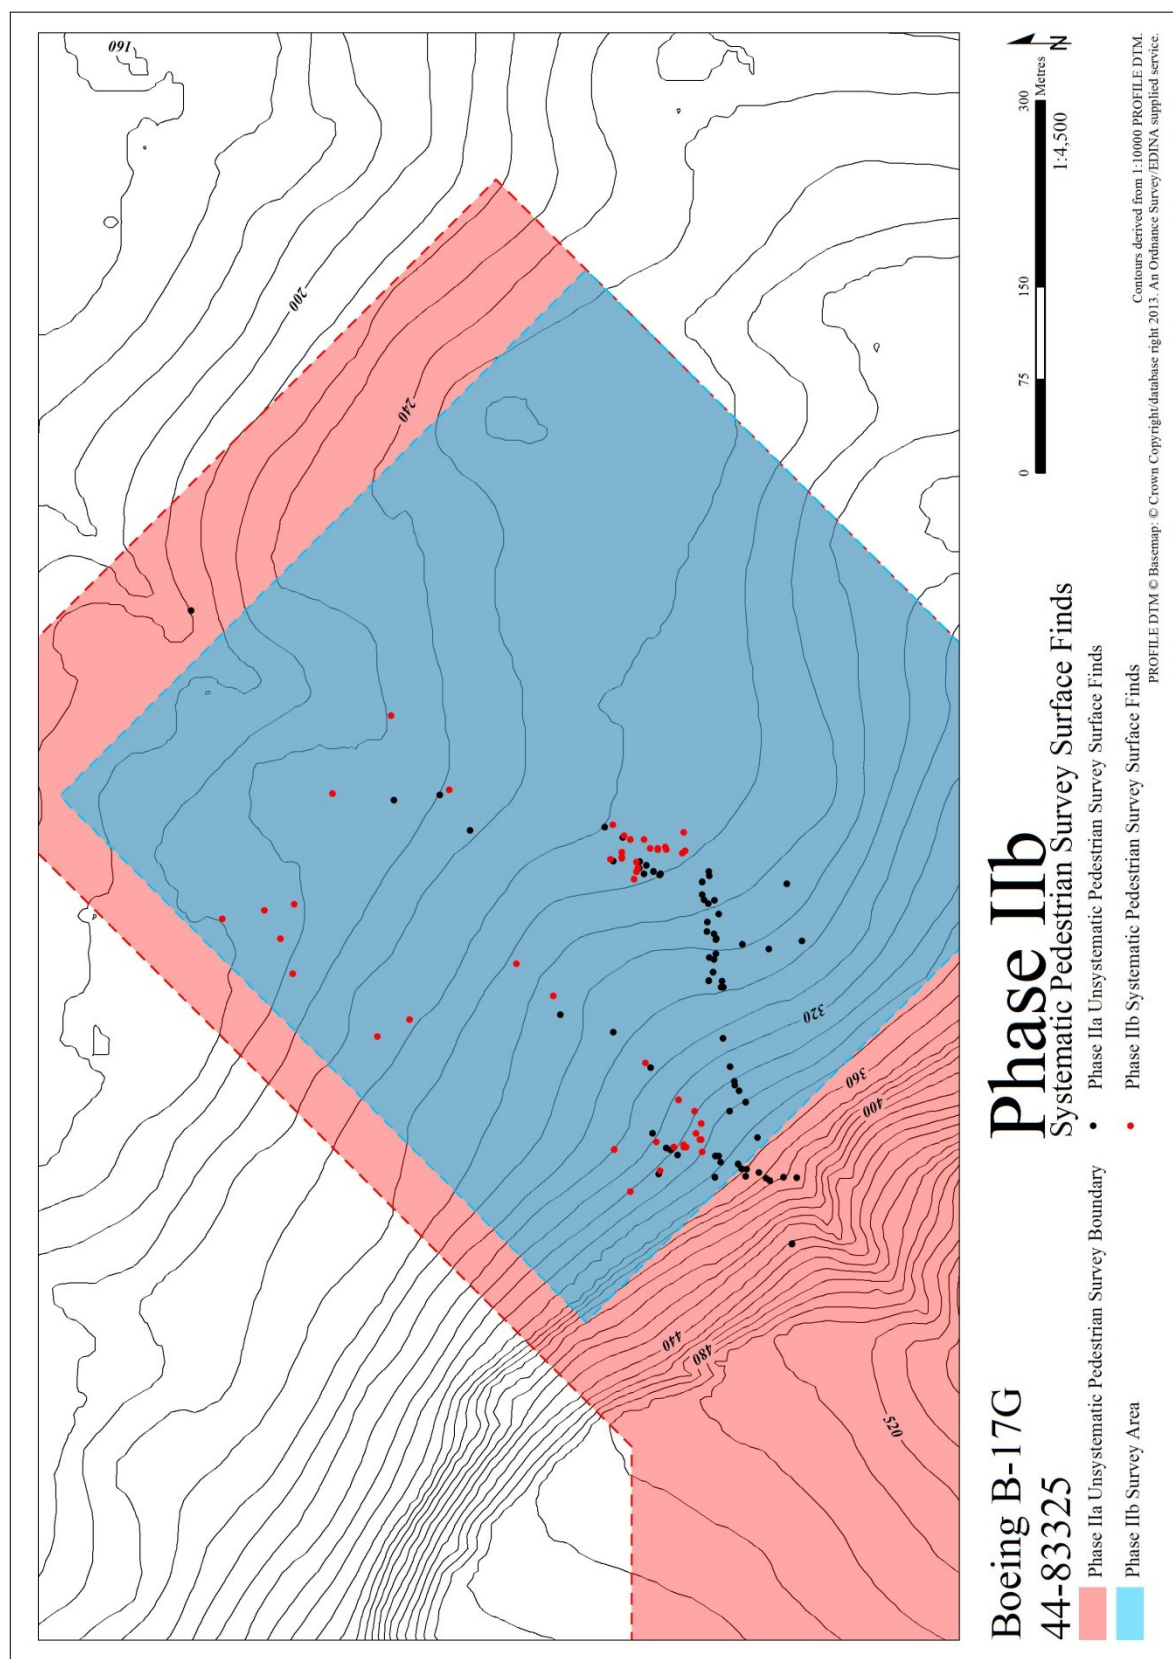 160
200
240
320
360
400
440
480
520
Boeing B-17G
44-83325
Phase IIa Unsystematic Pedestrian Survey Boundary
Phase IIb Survey Area
Phase IIb
Systematic Pedestrian Survey Surface Finds
Phase IIa Unsystematic Pedestrian Survey Surface Finds
Phase IIb Systematic Pedestrian Survey Surface Finds
0 75 150 300
Metres
1:4,500
N
Contours derived from 1:10000 PROFILE DTM.
PROFILE DTM © Basemap: © Crown Copyright/database right 2013. An Ordnance Survey/EDINA supplied service.